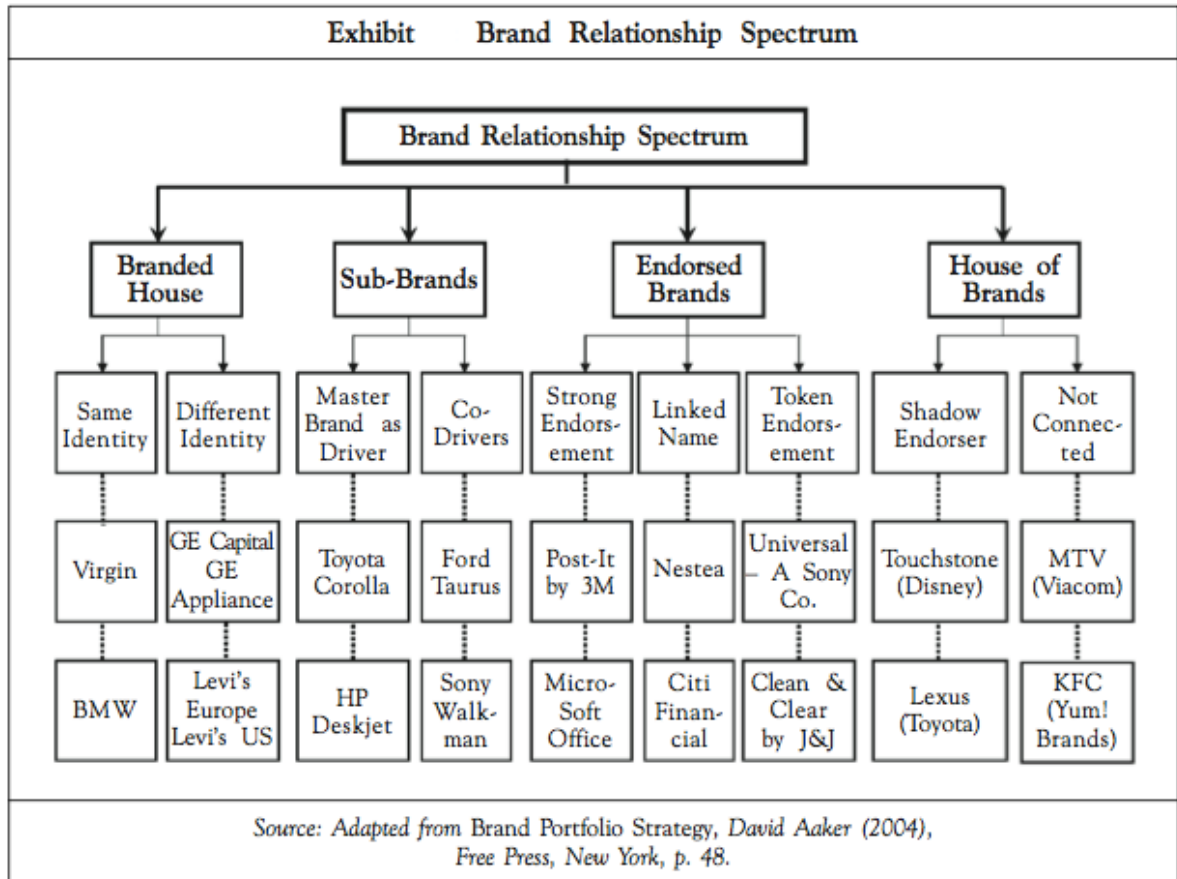 Exhibit Brand Relationship Spectrum
Brand Relationship Spectrum
Branded
House
Sub-Brands
Endorsed
Brands
House of
Brands
Same
Identity
Different
Identity
Master
Brand as
Driver
Co-
Drivers
Strong
Endors-
ement
Linked
Name
Token
Endors-
ement
Shadow
Endorser
Not
Connec-
ted
Virgin
GE Capital
GE
Appliance
Toyota
Corolla
Ford
Taurus
Post-It
by 3M
Nestea
Universal
– A Sony
Co.
Touchstone
(Disney)
MTV
(Viacom)
BMW
Levi's
Europe
Levi's US
HP
Deskjet
Sony
Walk-
man
Micro-
Soft
Office
Citi
Finan-
cial
Clean &
Clear
by J&J
Lexus
(Toyota)
KFC
(Yum!
Brands)
Source: Adapted from Brand Portfolio Strategy, David Aaker (2004),
Free Press, New York, p. 48.